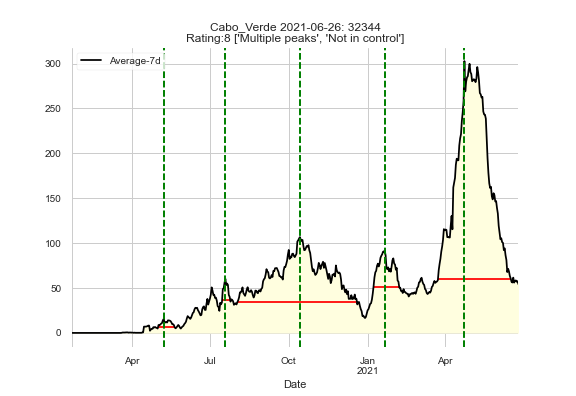 Cabo_Verde 2021-06-26: 32344
Rating:8 ['Multiple peaks', 'Not in control']
Average-7d
300
250
200
150
100
50
0
Apr
Jul
Oct
Jan
2021
Apr
Date